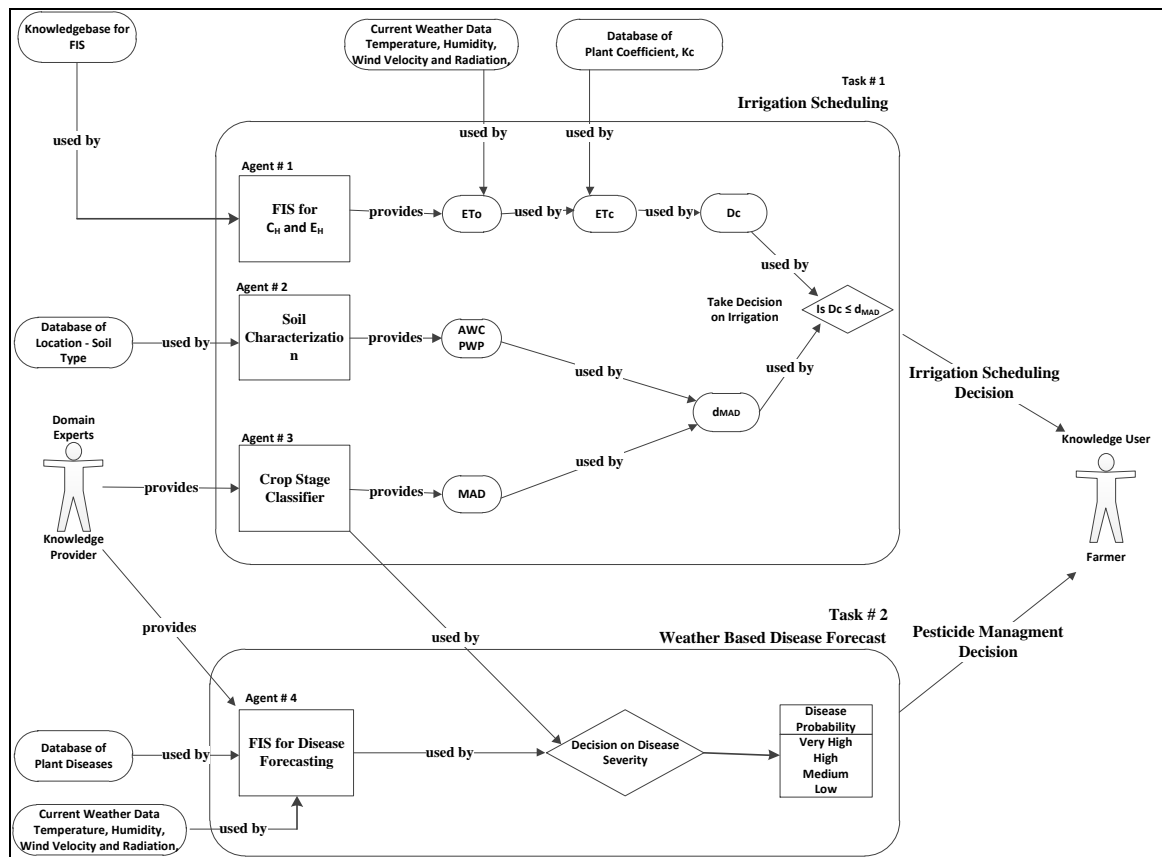 Knowledgebase for
FIS
Current Weather Data
Temperature, Humidity,
Wind Velocity and Radiation,
Database of
Plant Coefficient, Kc
Task # 1
Irrigation Scheduling
used by
used by
used by
Agent # 1
FIS for
CH and EH
provides
ETo
used by
ETc
used by
Dc
used by
Agent # 2
Soil
Characterizatio
n
Database of
Location - Soil
Type
used by
provides
AWC
PWP
Take Decision
on Irrigation
Is Dc ≤ dMAD
used by
used by
dMAD
Irrigation Scheduling
Decision
Domain
Experts
Knowledge
Provider
provides
Agent # 3
Crop Stage
Classifier
provides
MAD
used by
Knowledge User
Farmer
provides
used by
Task # 2
Weather Based Disease Forecast
Pesticide Managment
Decision
Agent # 4
FIS for Disease
Forecasting
Database of
Plant Diseases
used by
used by
Decision on Disease
Severity
Disease
Probability
Very High
High
Medium
Low
Current Weather Data
Temperature, Humidity,
Wind Velocity and Radiation,
used by